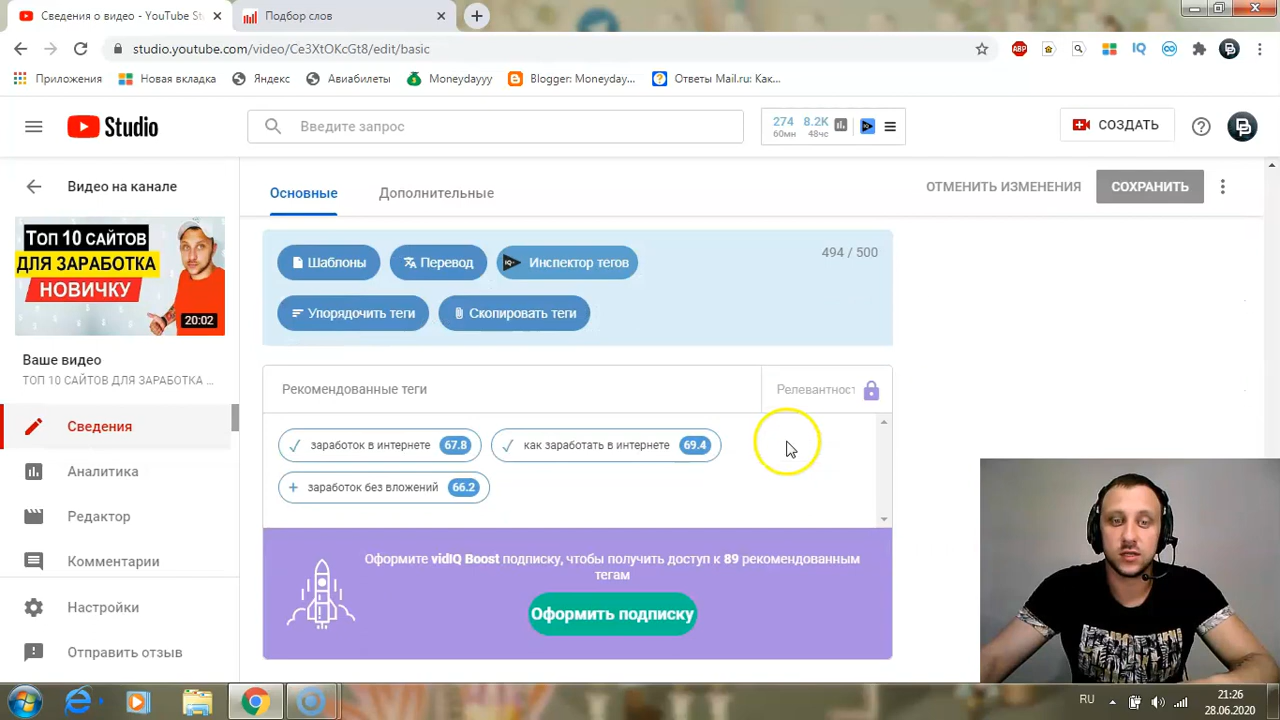 Сведения о видео - YouTube St
Подбор слов
studio.youtube.com/video/Ce3XtOKcGt8/edit/basic
ABP
IQ
Приложения
Новая вкладка
Яндекс
Авиабилеты
Moneydayyy
Blogger: Moneyday...
Ответы Mail.ru: Как...
Studio
Введите запрос
274
60мн
8.2K
48чс
СОЗДАТЬ
Видео на канале
Основные
Дополнительные
ОТМЕНИТЬ ИЗМЕНЕНИЯ
СОХРАНИТЬ
Топ 10 сайтов
для заработка
новичку
20:02
Шаблоны
Перевод
Инспектор тегов
494 / 500
Упорядочить теги
Скопировать теги
Ваше видео
ТОП 10 САЙТОВ ДЛЯ ЗАРАБОТКА ...
Рекомендованные теги
Релевантност
Сведения
заработок в интернете 67.8
как заработать в интернете 69.4
Аналитика
заработок без вложений 66.2
Редактор
Комментарии
Оформите vidIQ Boost подписку, чтобы получить доступ к 89 рекомендованным
тегам
Оформить подписку
Настройки
Отправить отзыв
RU
21:26
28.06.2020